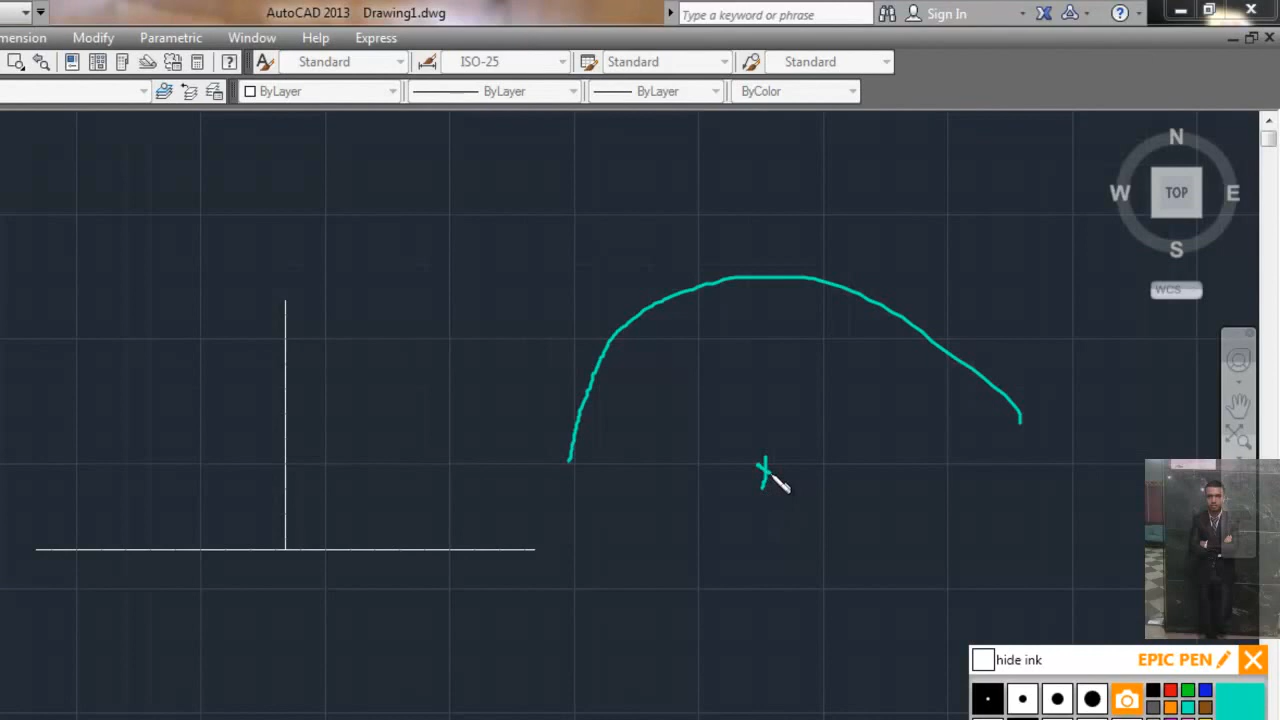 AutoCAD 2013 Drawing1.dwg
Type a keyword or phrase
Sign In
mension Modify Parametric Window Help Express
Standard ISO-25 Standard Standard
ByLayer ByLayer ByLayer ByColor
N
W TOP E
S
WCS
hide ink EPIC PEN